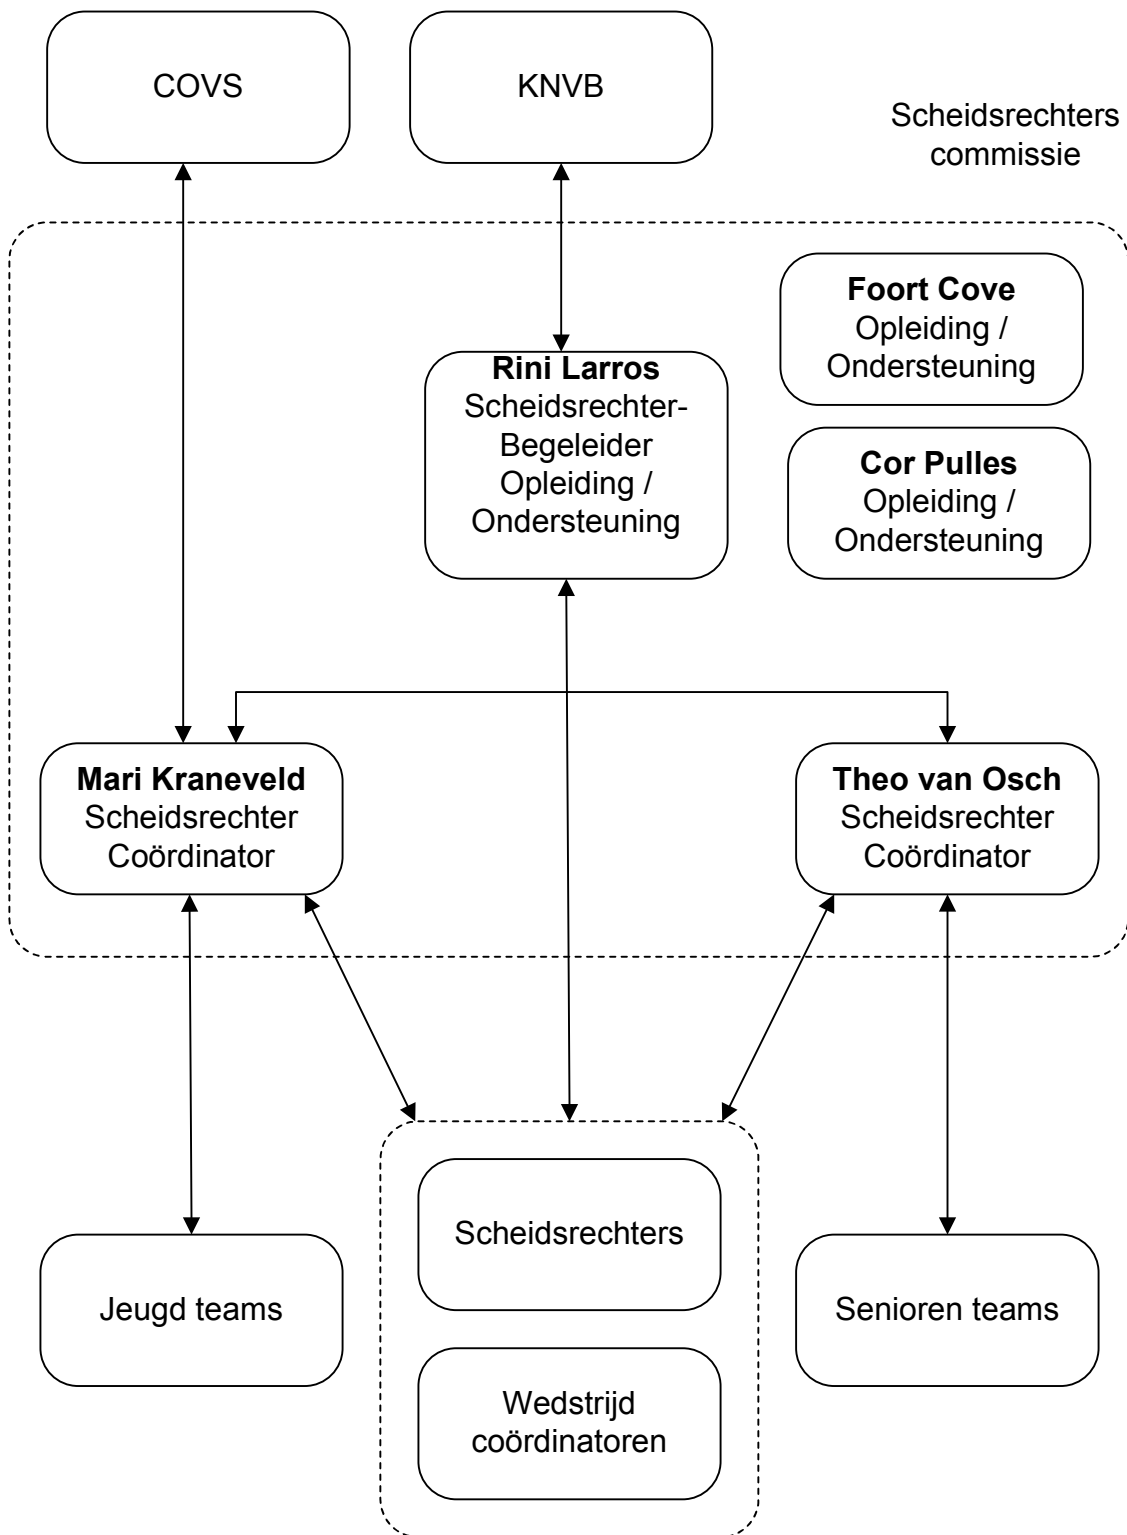 COVS
KNVB
Scheidsrechters
commissie
Foort Cove
Opleiding /
Ondersteuning
Rini Larros
Scheidsrechter-
Begeleider
Opleiding /
Ondersteuning
Cor Pulles
Opleiding /
Ondersteuning
Mari Kraneveld
Scheidsrechter
Coördinator
Theo van Osch
Scheidsrechter
Coördinator
Scheidsrechters
Jeugd teams
Senioren teams
Wedstrijd
coördinatoren